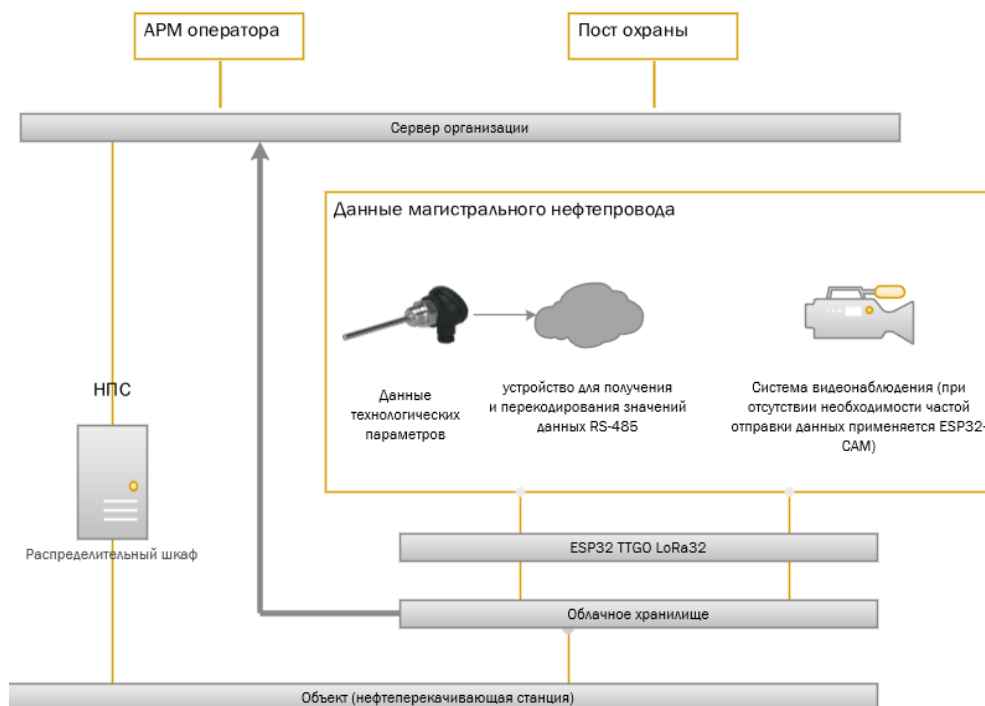 АРМ оператора
Пост охраны
Сервер организации
Данные магистрального нефтепровода
Данные
технологических
параметров
устройство для получения
и перекодирования значений
данных RS-485
Система видеонаблюдения (при
отсутствии необходимости частой
отправки данных применяется ESP32-
CAM)
НПС
Распределительный шкаф
ESP32 TTGO LoRa32
Облачное хранилище
Объект (нефтеперекачивающая станция)